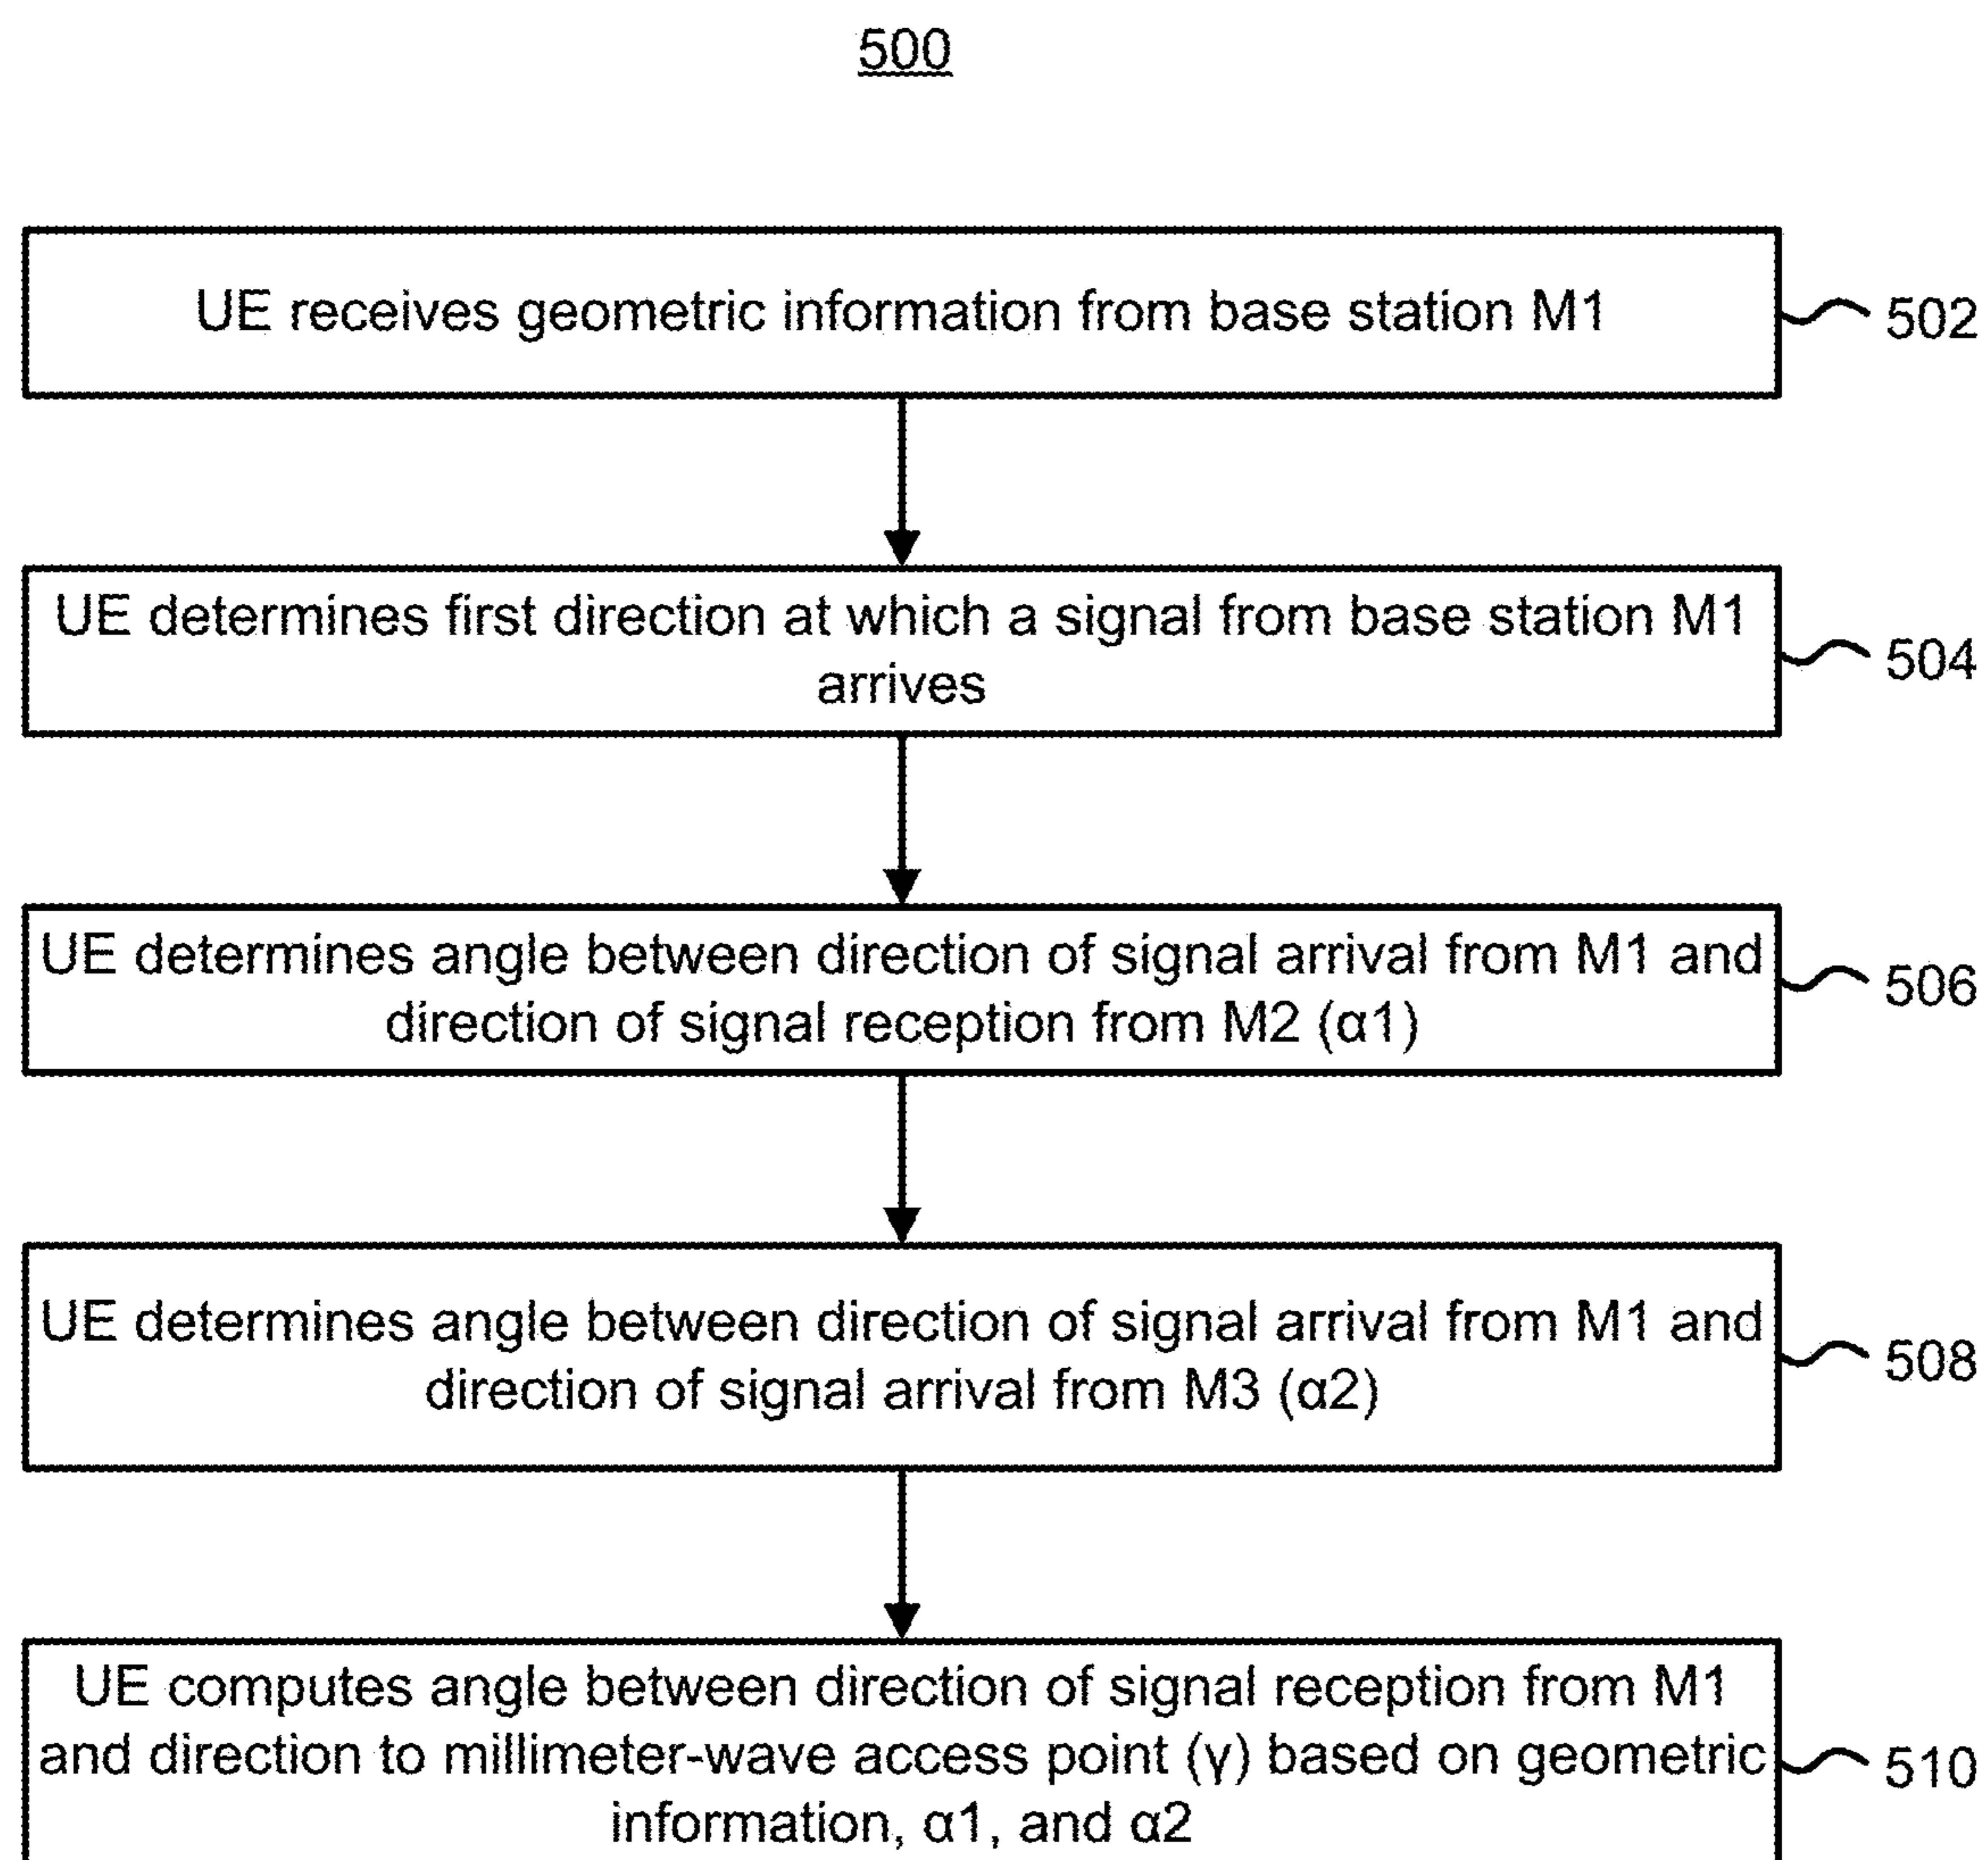 500
UE receives geometric information from base station M1
502
UE determines first direction at which a signal from base station M1
arrives
504
UE determines angle between direction of signal arrival from M1 and
direction of signal reception from M2 (α1)
506
UE determines angle between direction of signal arrival from M1 and
direction of signal arrival from M3 (α2)
508
UE computes angle between direction of signal reception from M1
and direction to millimeter-wave access point (γ) based on geometric
information, α1, and α2
510